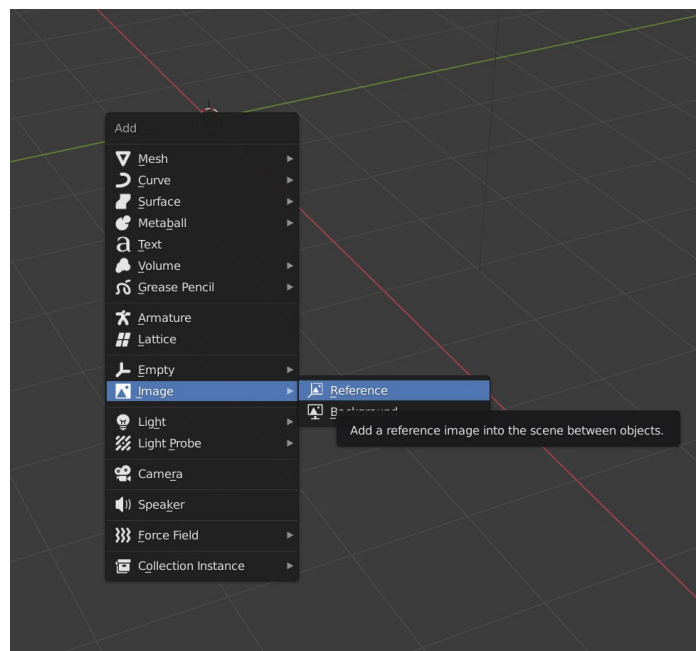 Add
Mesh
Curve
Surface
Metaball
Text
Volume
Grease Pencil
Armature
Lattice
Empty
Image
Reference
Background
Add a reference image into the scene between objects.
Light
Light Probe
Camera
Speaker
Force Field
Collection Instance